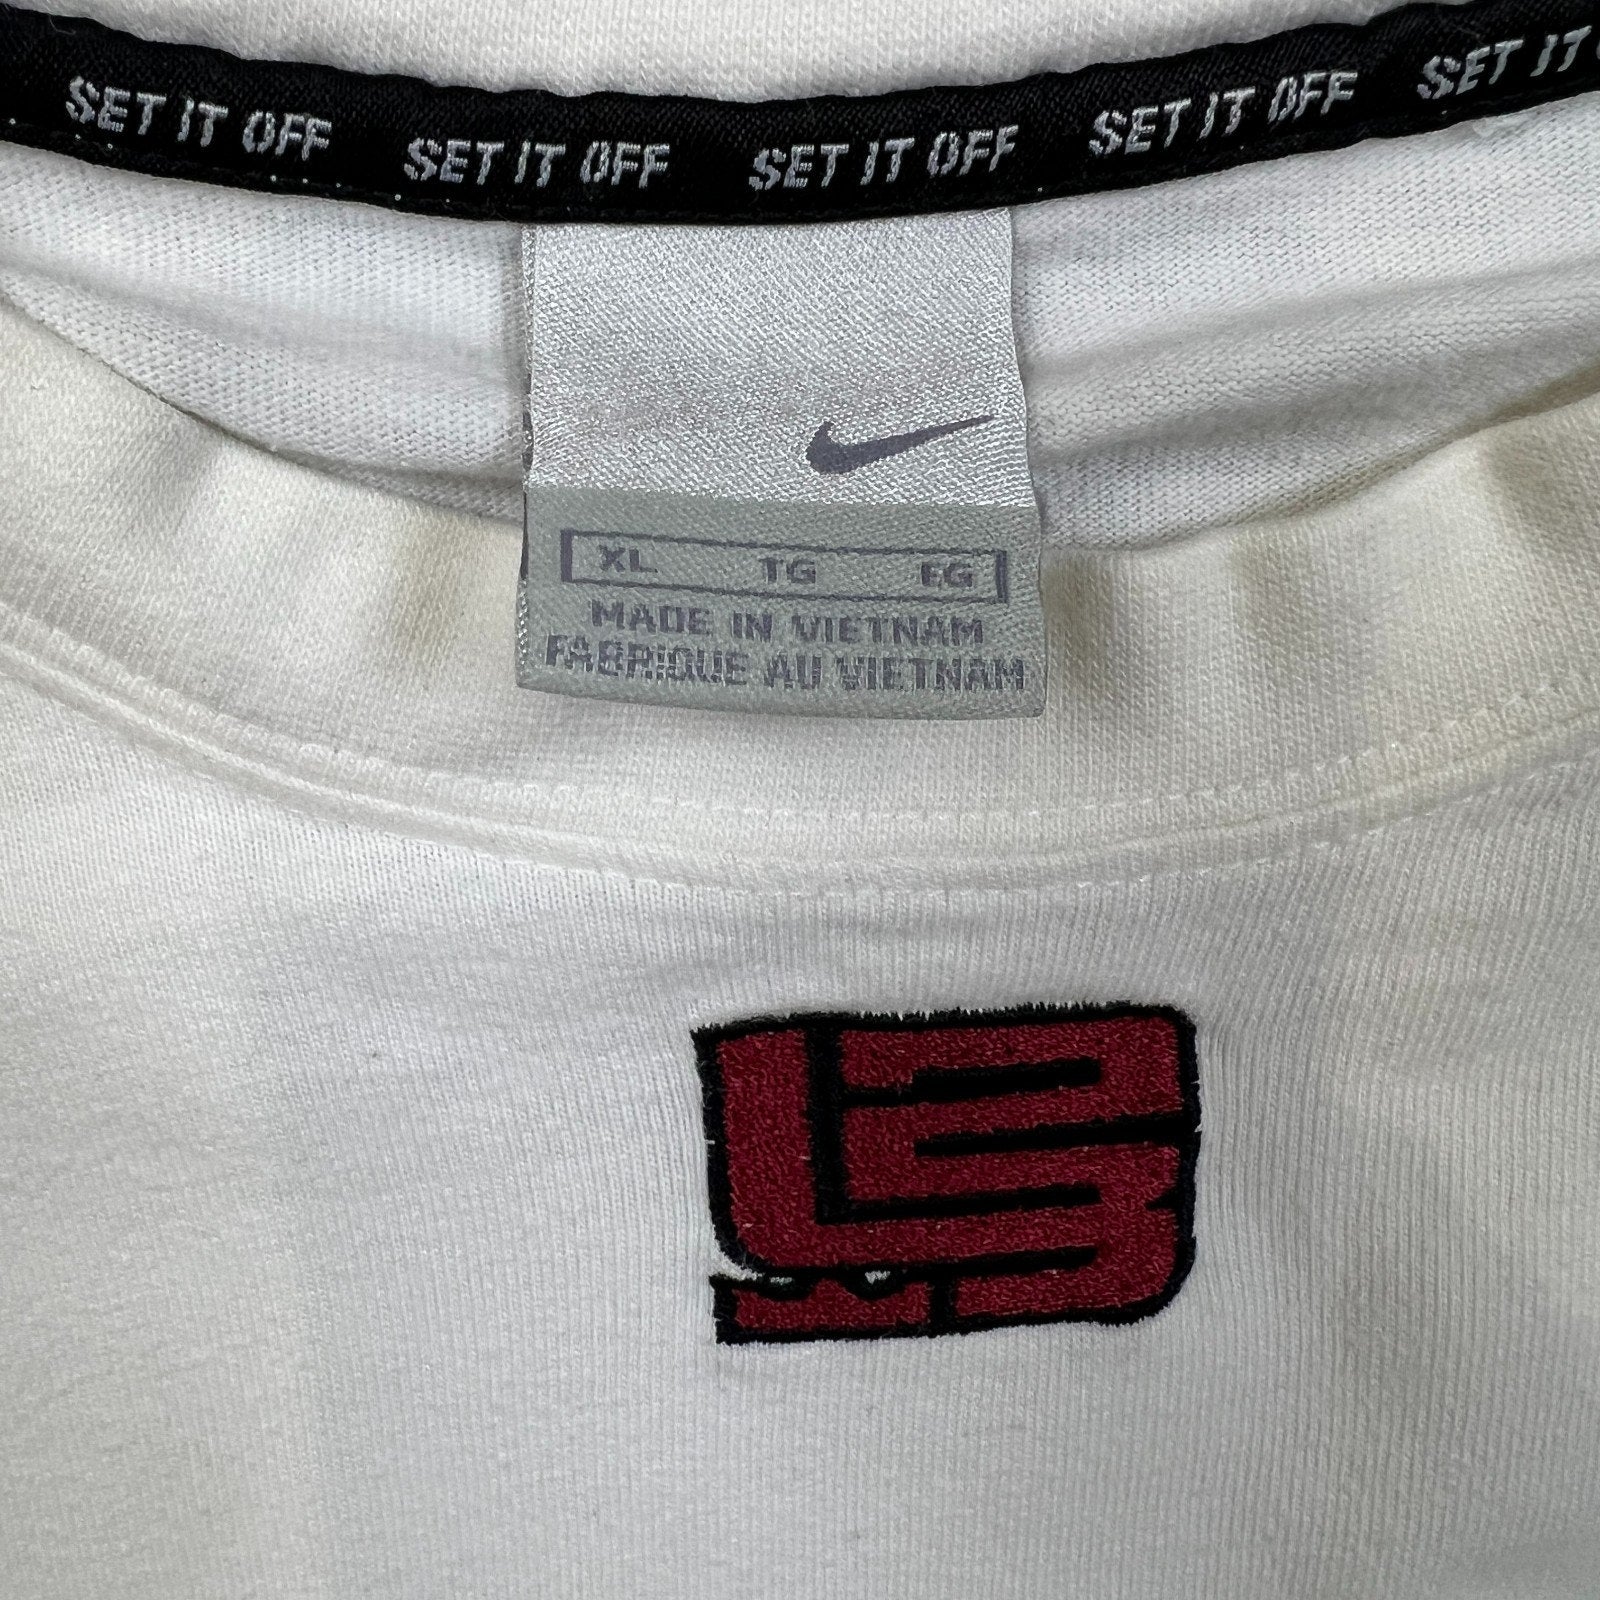 SET IT OFF SET IT OFF SET IT OFF SET IT OFF SET IT
XL TG EG
MADE IN VIETNAM
FABRIQUE AU VIETNAM